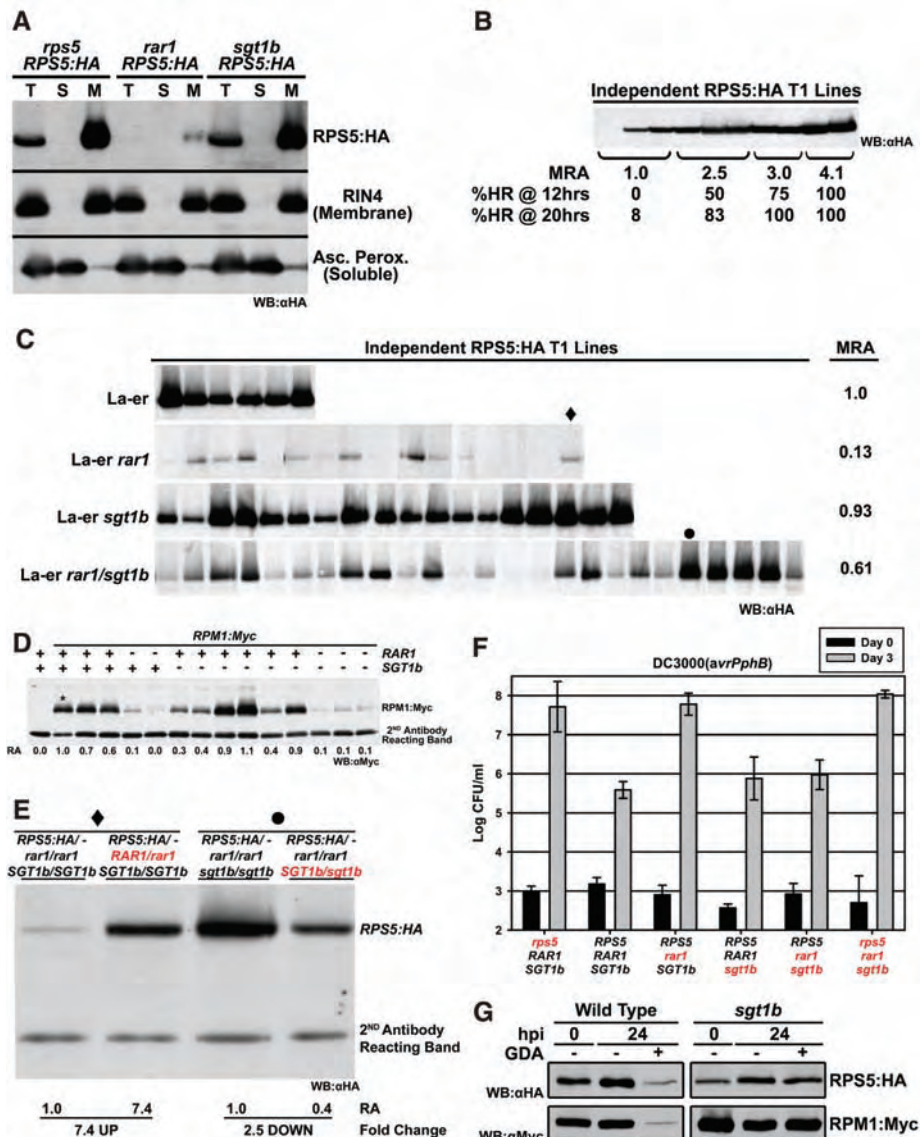 A
rps5 rar1 sgt1b
RPS5:HA RPS5:HA RPS5:HA
T S M T S M T S M
RPS5:HA
RIN4
(Membrane)
Asc. Perox.
(Soluble)
WB:αHA
B
Independent RPS5:HA T1 Lines
WB:αHA
MRA 1.0 2.5 3.0 4.1
%HR @ 12hrs 0 50 75 100
%HR @ 20hrs 8 83 100 100
C
Independent RPS5:HA T1 Lines MRA
La-er 1.0
La-er rar1 0.13
La-er sgt1b 0.93
La-er rar1/sgt1b 0.61
WB:αHA
D
RPM1:Myc
+ + + + - - + + + + + + - - - RAR1
+ + + + + + - - - - - - - - - SGT1b
*
RPM1:Myc
2ND Antibody
Reacting Band
RA 0.0 1.0 0.7 0.6 0.1 0.0 0.3 0.4 0.9 1.1 0.4 0.9 0.1 0.1 0.1
WB:αMyc
E
RPS5:HA/- RPS5:HA/- RPS5:HA/- RPS5:HA/-
rar1/rar1 RAR1/rar1 rar1/rar1 rar1/rar1
SGT1b/SGT1b SGT1b/SGT1b sgt1b/sgt1b SGT1b/sgt1b
RPS5:HA
2ND Antibody
Reacting Band
WB:αHA
1.0 7.4 1.0 0.4 RA
7.4 UP 2.5 DOWN Fold Change
F
Day 0
Day 3
DC3000(avrPphB)
Log CFU/ml
8
7
6
5
4
3
2
rps5 RPS5 RPS5 RPS5 RPS5 rps5
RAR1 RAR1 rar1 RAR1 rar1 rar1
SGT1b SGT1b SGT1b sgt1b sgt1b sgt1b
G
Wild Type sgt1b
hpi 0 24 0 24
GDA - - + - - +
WB:αHA RPS5:HA
WB:αMyc RPM1:Myc